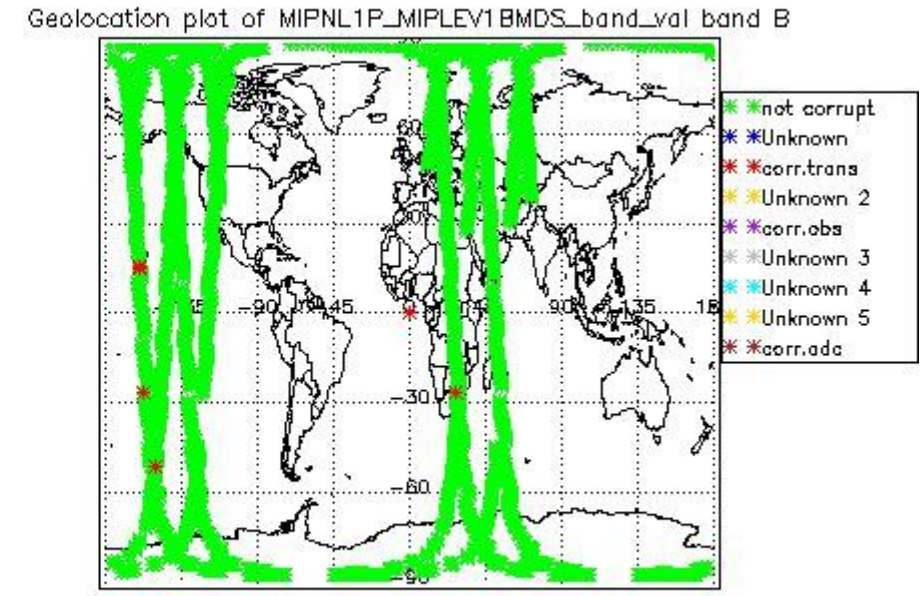 Geolocation plot of MIPNL1P_MIPLEV1BMDS_band_val band B
not corrupt
Unknown
corr.trans
Unknown 2
corr.obs
Unknown 3
Unknown 4
Unknown 5
corr.adc
60
-90
-45
90
135
-30
-60
-90